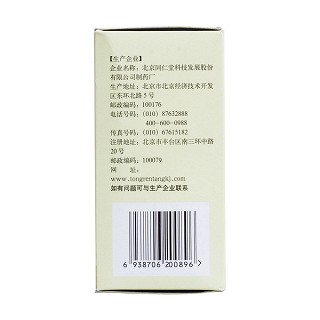 【生产企业】
企业名称：北京同仁堂科技发展股份
有限公司制药厂
生产地址：北京市北京经济技术开发
区东环北路5号
邮政编码：100176
电话号码：(010) 87632888
400-600-0988
传真号码：(010) 67615182
注册地址：北京市丰台区南三环中路
20号
邮政编码：100079
网 址：
www.tongrentangkj.com
如有问题可与生产企业联系
6 938706 200896 >